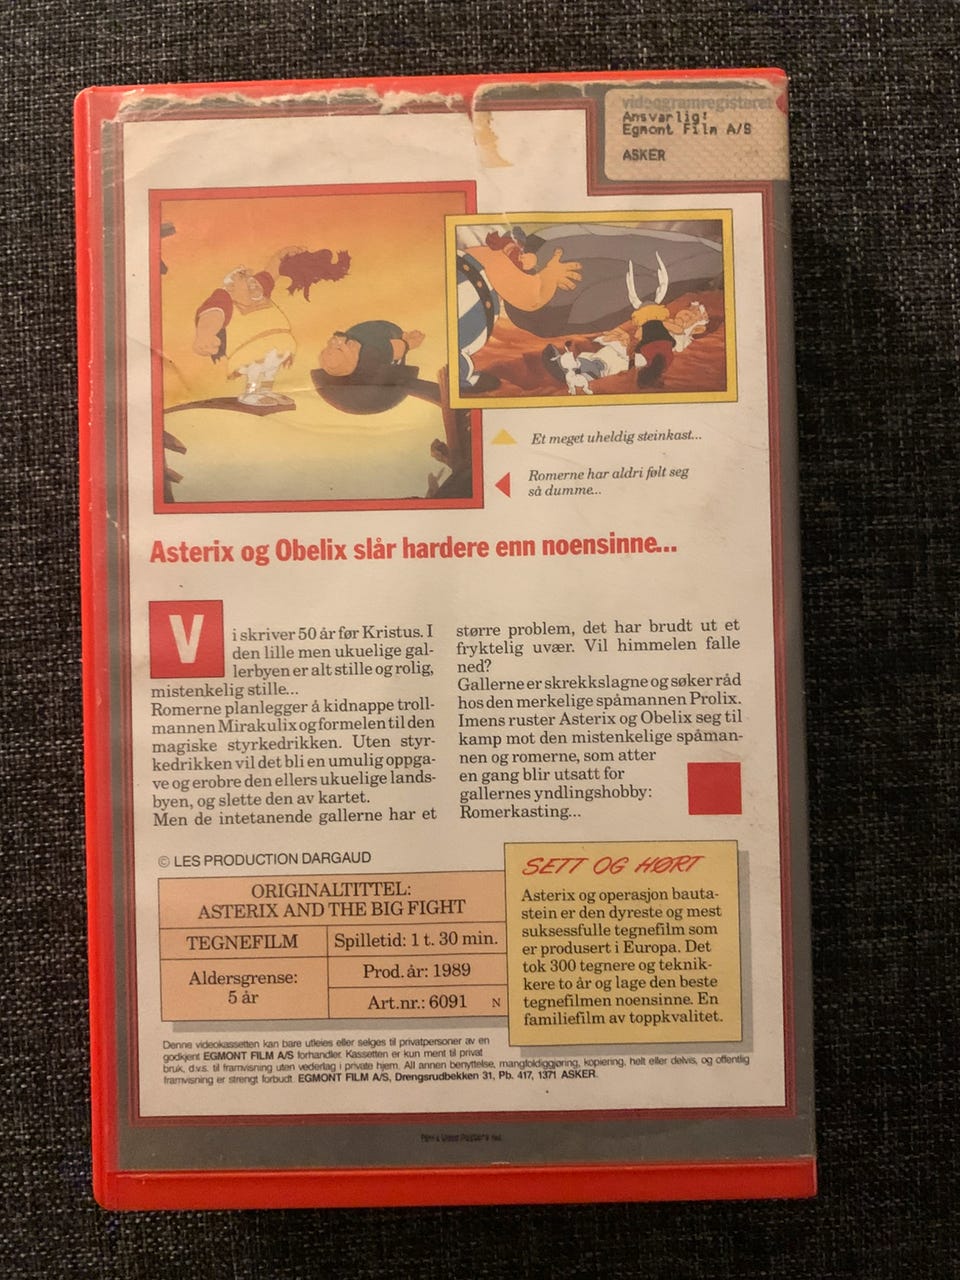 videogramregisteret
Ansvarlig:
Egmont Film A/S
ASKER
Et meget uheldig steinkast...
Romerne har aldri følt seg
så dumme...
Asterix og Obelix slår hardere enn noensinne...
Vi skriver 50 år før Kristus. I
den lille men ukuelige gal-
lerbyen er alt stille og rolig,
mistenkelig stille...
Romerne planlegger å kidnappe troll-
mannen Mirakulix og formelen til den
magiske styrkedrikken. Uten styr-
kedrikken vil det bli en umulig oppga-
ve og erobre den ellers ukuelige lands-
byen, og slette den av kartet.
Men de intetanende gallerne har et
større problem, det har brudt ut et
fryktelig uvær. Vil himmelen falle
ned?
Gallerne er skrekkslagne og søker råd
hos den merkelige spåmannen Prolix.
Imens ruster Asterix og Obelix seg til
kamp mot den mistenkelige spåman-
nen og romerne, som atter
en gang blir utsatt for
gallernes yndlingshobby:
Romerkasting...
© LES PRODUCTION DARGAUD
ORIGINALTITTEL:
ASTERIX AND THE BIG FIGHT
TEGNEFILM
Spilletid: 1 t. 30 min.
Aldersgrense:
5 år
Prod. år: 1989
Art.nr.: 6091 N
SETT OG HØRT
Asterix og operasjon bauta-
stein er den dyreste og mest
suksessfulle tegnefilm som
er produsert i Europa. Det
tok 300 tegnere og teknik-
kere to år og lage den beste
tegnefilmen noensinne. En
familiefilm av toppkvalitet.
Denne videokassetten kan bare utleies eller selges til privatpersoner av en
godkjent EGMONT FILM A/S forhandler. Kassetten er kun ment til privat
bruk, d.v.s. til framvisning uten vederlag i private hjem. All annen benyttelse, mangfoldiggjøring, kopiering, helt eller delvis, og offentlig
framvisning er strengt forbudt. EGMONT FILM A/S, Drengsrudbekken 31, Pb. 417, 1371 ASKER.